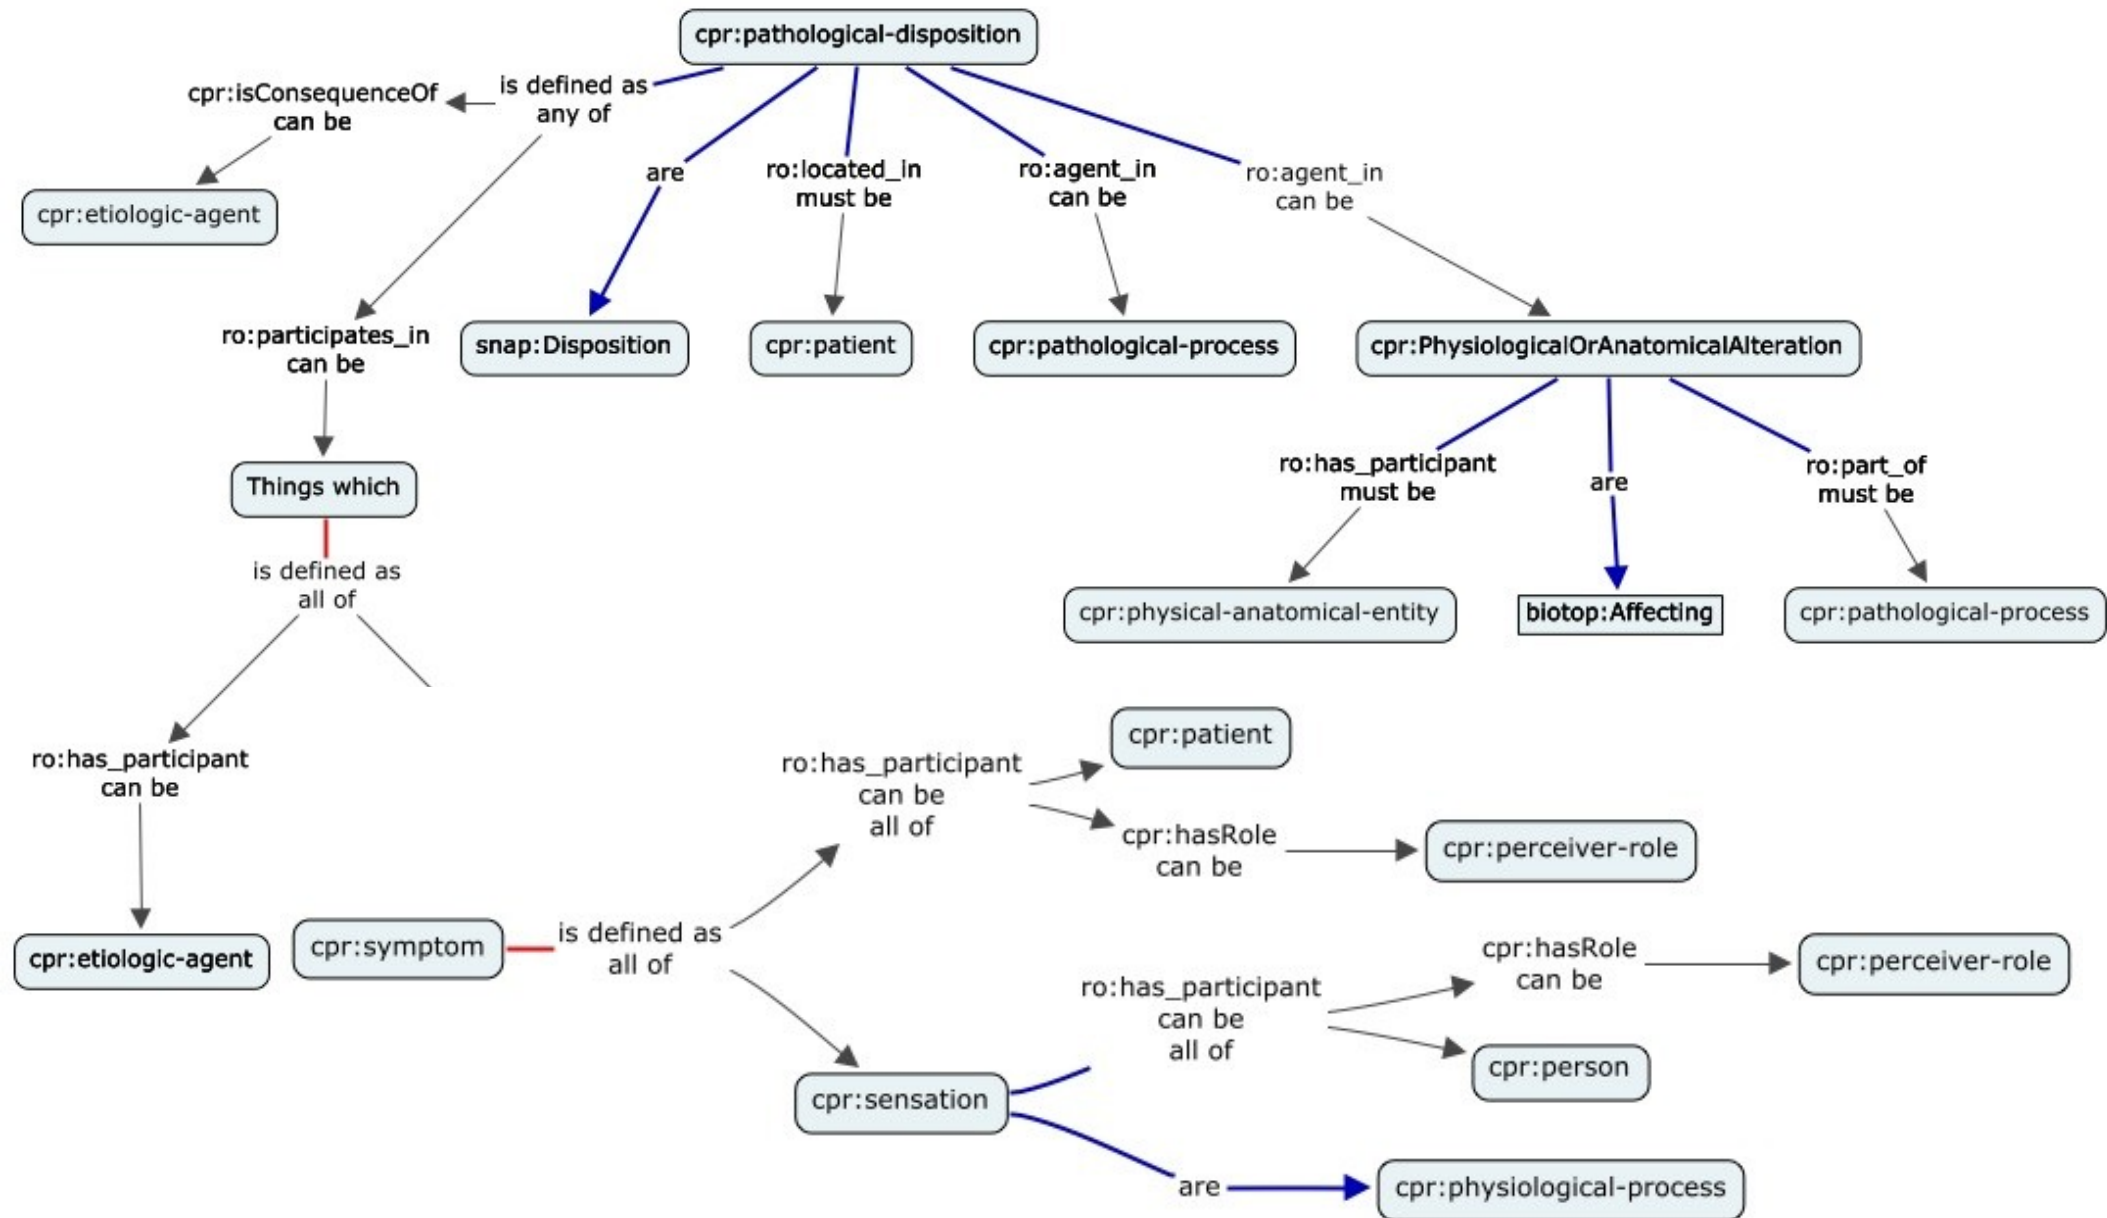 cpr:pathological-disposition
is defined as
any of
cpr:isConsequenceOf
can be
cpr:etiologic-agent
are
ro:located_in
must be
ro:agent_in
can be
ro:agent_in
can be
ro:participates_in
can be
snap:Disposition
cpr:patient
cpr:pathological-process
cpr:PhysiologicalOrAnatomicalAlteration
Things which
is defined as
all of
ro:has_participant
must be
are
ro:part_of
must be
cpr:physical-anatomical-entity
biotop:Affecting
cpr:pathological-process
ro:has_participant
can be
cpr:etiologic-agent
cpr:symptom
is defined as
all of
ro:has_participant
can be
all of
cpr:patient
cpr:hasRole
can be
cpr:perceiver-role
cpr:sensation
ro:has_participant
can be
all of
cpr:hasRole
can be
cpr:perceiver-role
cpr:person
are
cpr:physiological-process